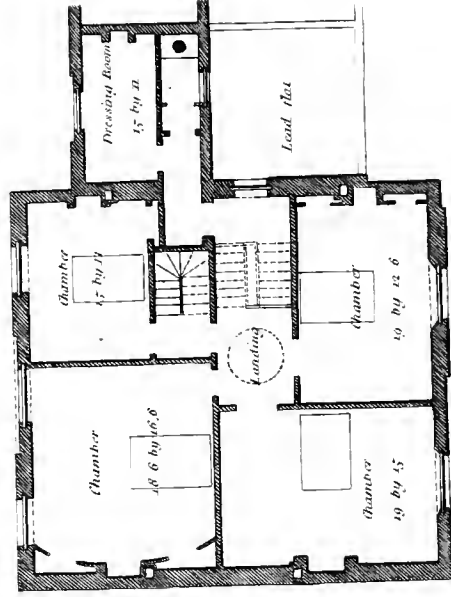 Dressing Room
15 by 11
Lead flat
Chamber
15 by
Chamber
19 by 12 6
Landing
Chamber
18 6 by 16,6
Chamber
19 by 15